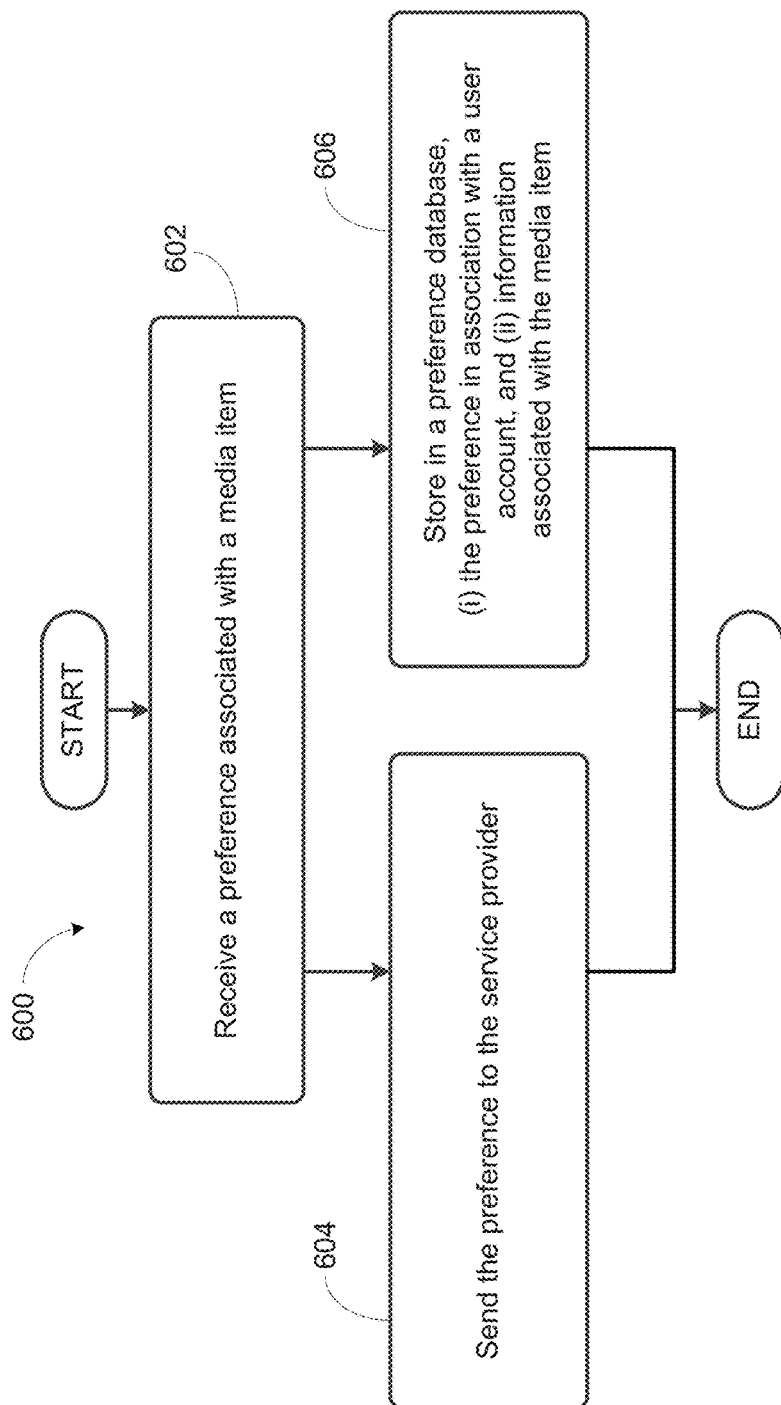 600
START
602
Receive a preference associated with a media item
604
Send the preference to the service provider
606
Store in a preference database,
(i) the preference in association with a user
account, and (ii) information
associated with the media item
END